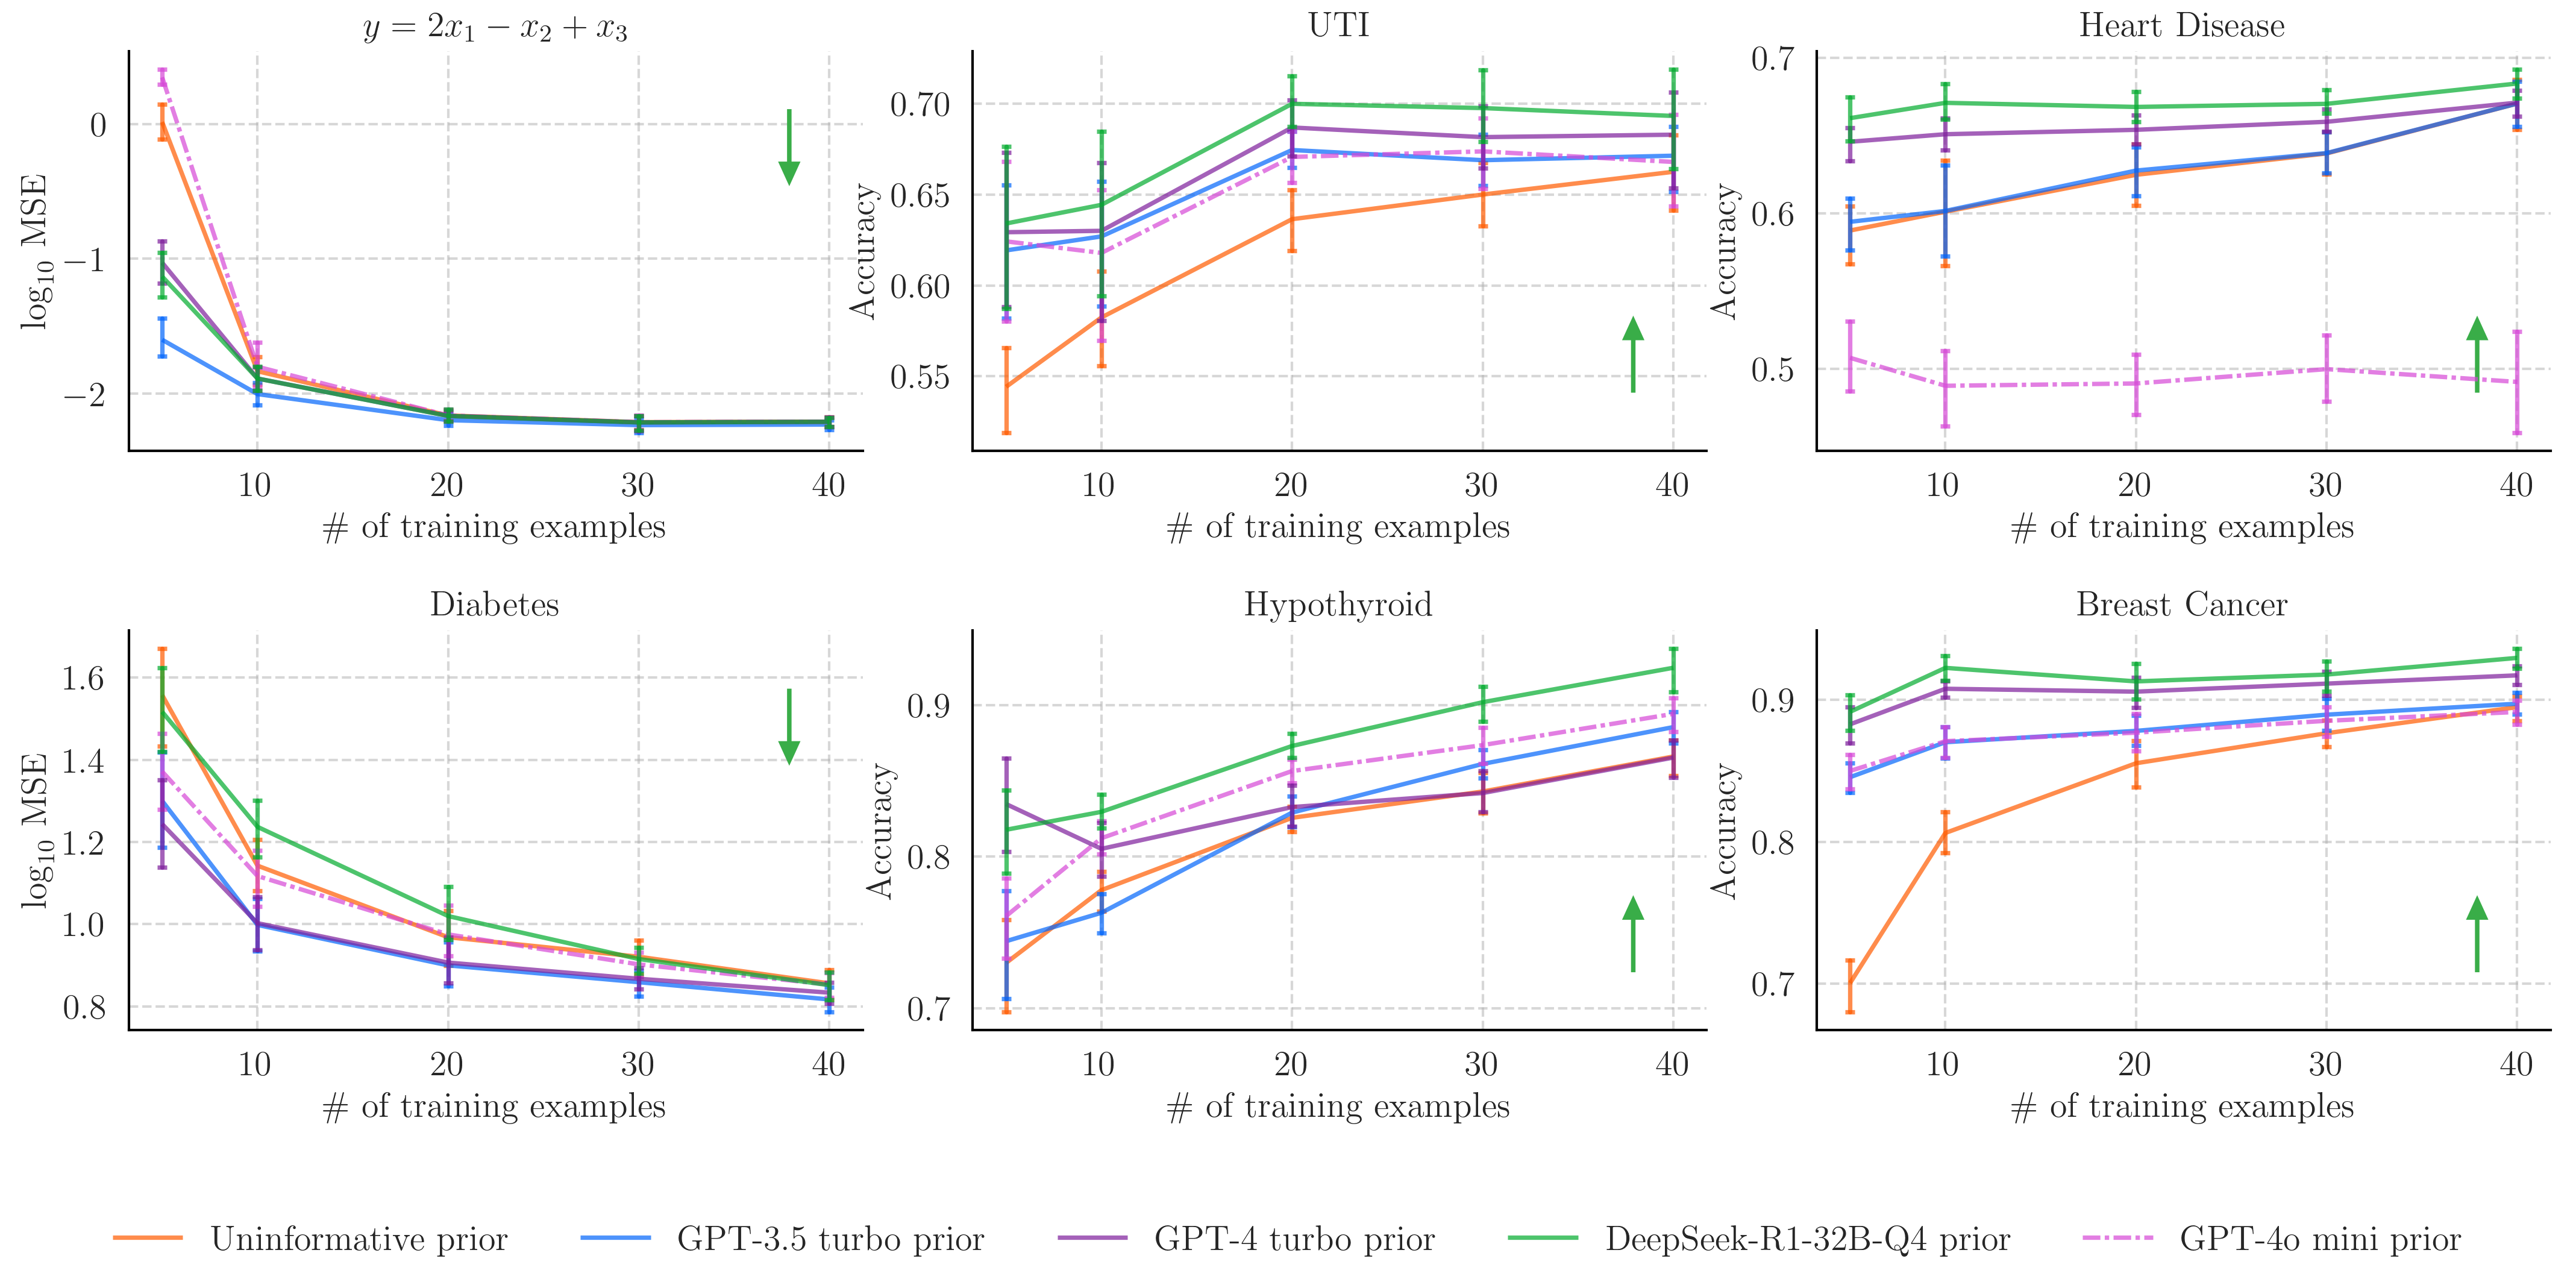 y = 2x₁ − x₂ + x₃
log₁₀ MSE
0
−1
−2
10 20 30 40
# of training examples
UTI
Accuracy
0.70
0.65
0.60
0.55
10 20 30 40
# of training examples
Heart Disease
Accuracy
0.7
0.6
0.5
10 20 30 40
# of training examples
Diabetes
log₁₀ MSE
1.6
1.4
1.2
1.0
0.8
10 20 30 40
# of training examples
Hypothyroid
Accuracy
0.9
0.8
0.7
10 20 30 40
# of training examples
Breast Cancer
Accuracy
0.9
0.8
0.7
10 20 30 40
# of training examples
Uninformative prior GPT-3.5 turbo prior GPT-4 turbo prior DeepSeek-R1-32B-Q4 prior GPT-4o mini prior